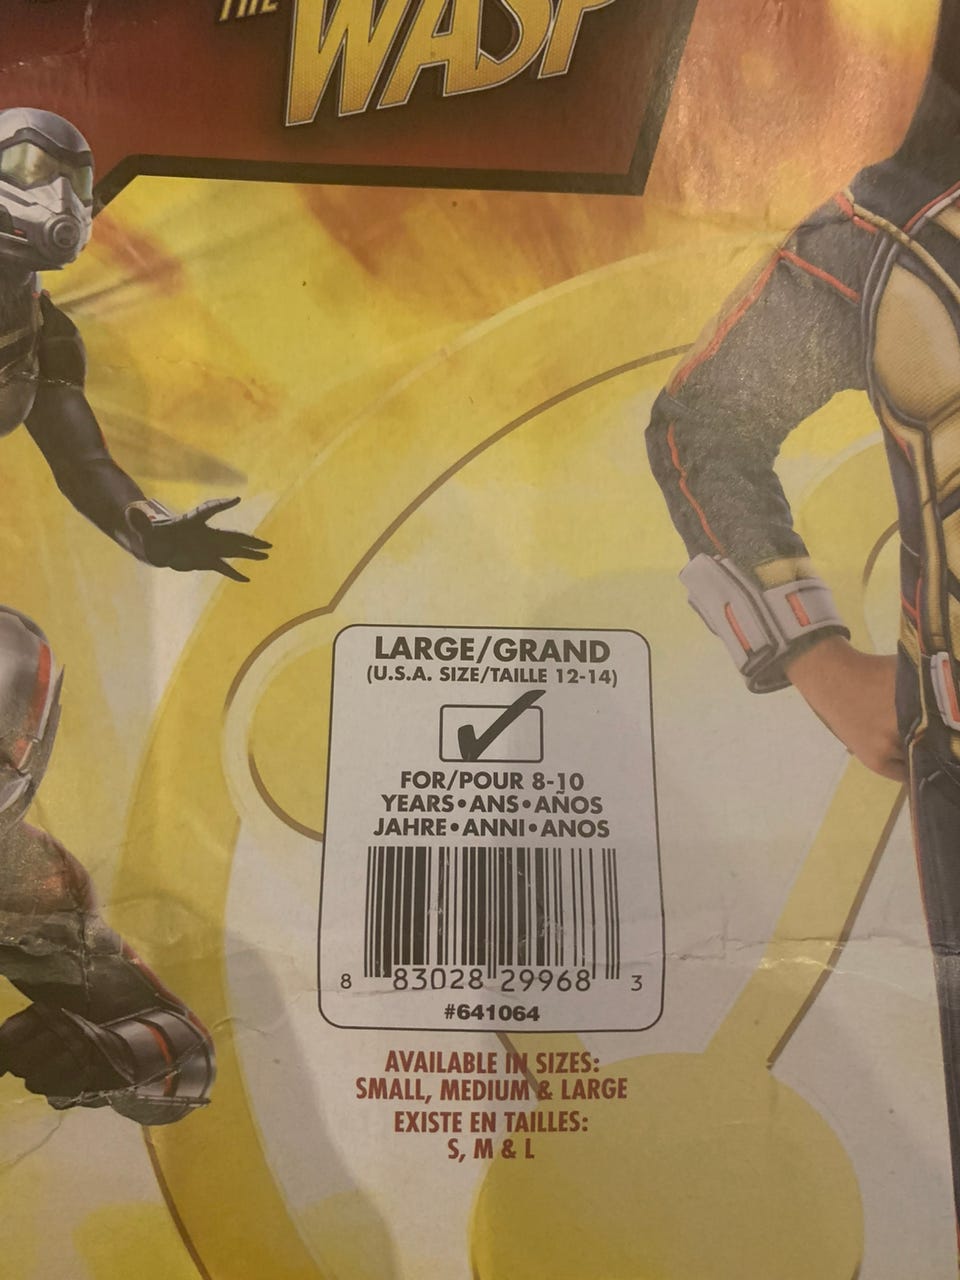 THE
WASP
LARGE/GRAND
(U.S.A. SIZE/TAILLE 12-14)
FOR/POUR 8-10
YEARS•ANS•AÑOS
JAHRE•ANNI•ANOS
8 83028 29968 3
#641064
AVAILABLE IN SIZES:
SMALL, MEDIUM & LARGE
EXISTE EN TAILLES:
S, M & L